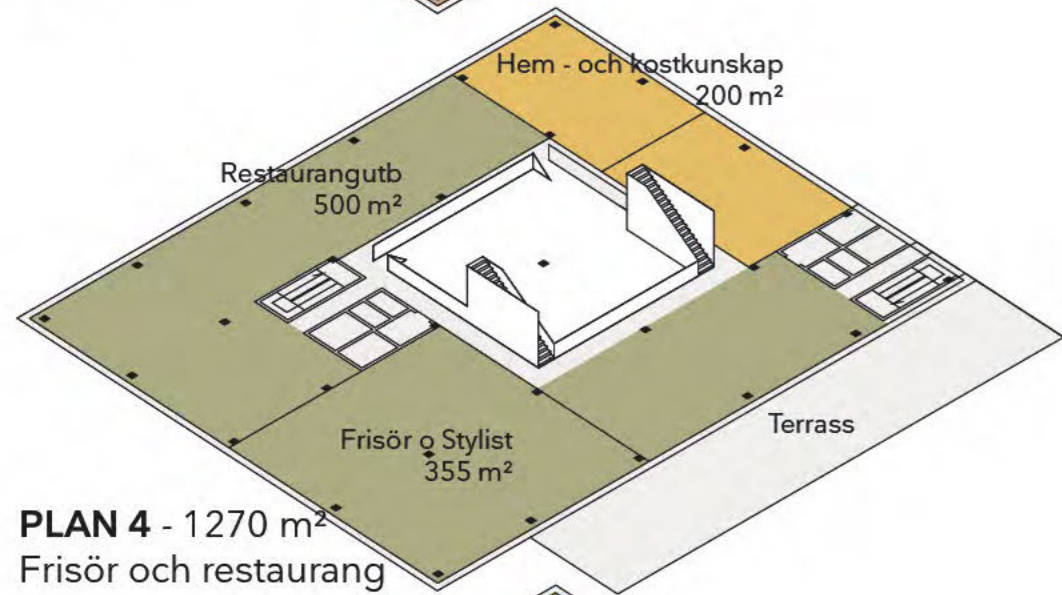 Hem - och kostkunskap
200 m²
Restaurangutb
500 m²
Terrass
Frisör o Stylist
355 m²
PLAN 4 - 1270 m²
Frisör och restaurang